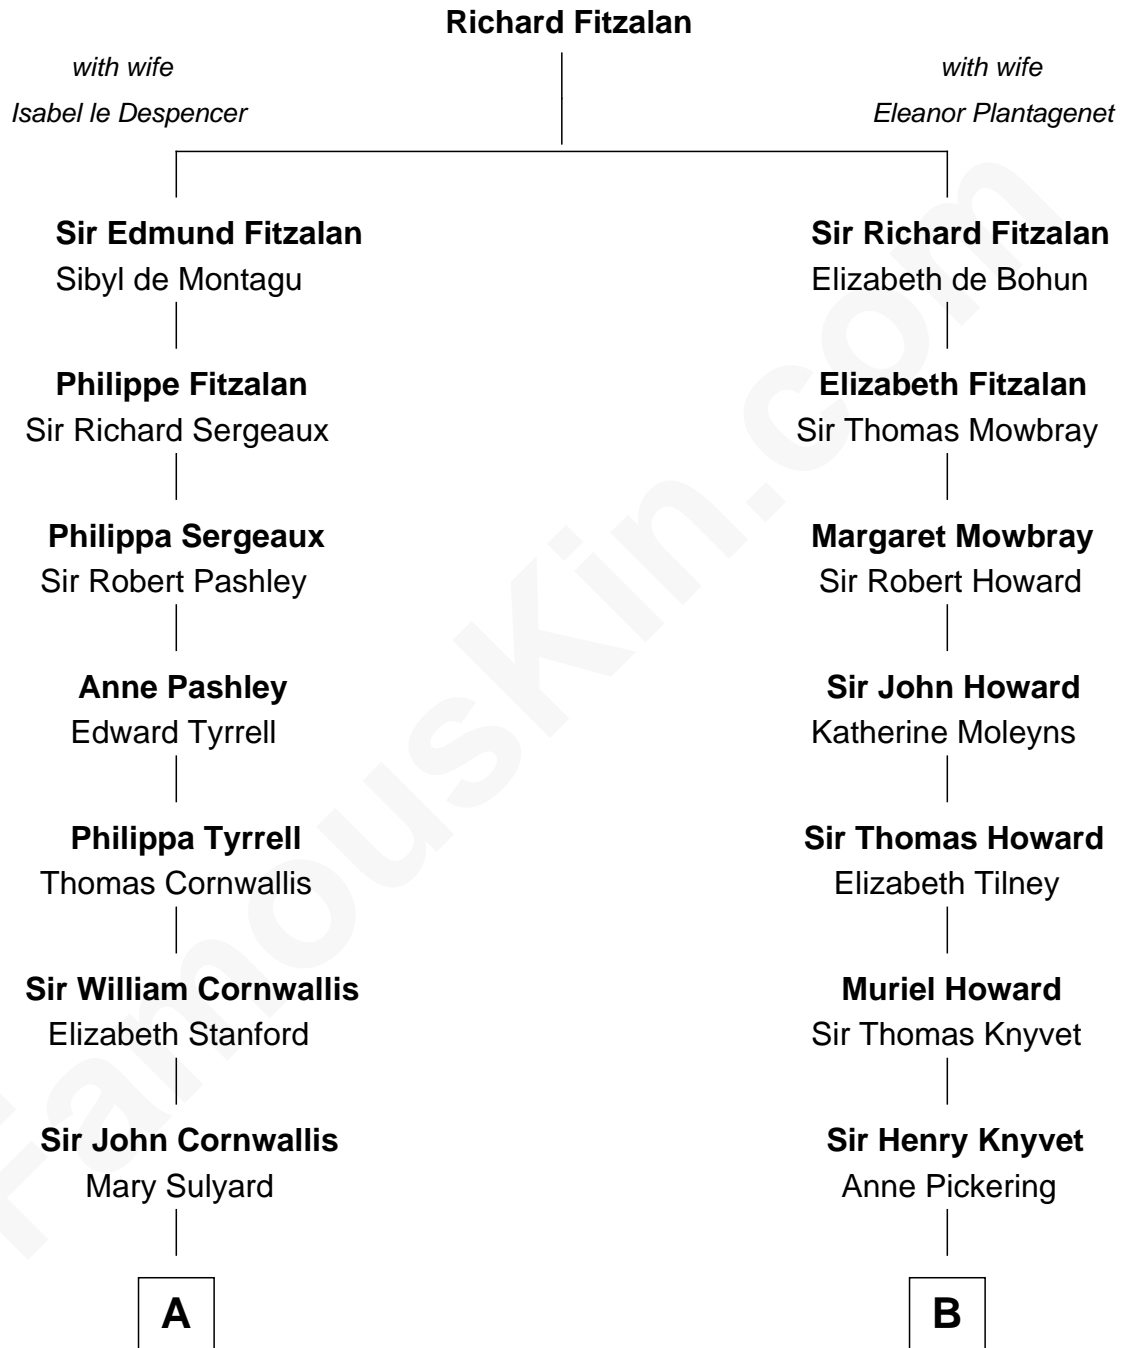 Richard Fitzalan
with wife
Isabel le Despencer
with wife
Eleanor Plantagenet
Sir Edmund Fitzalan
Sibyl de Montagu
Philippe Fitzalan
Sir Richard Sergeaux
Philippa Sergeaux
Sir Robert Pashley
Anne Pashley
Edward Tyrrell
Philippa Tyrrell
Thomas Cornwallis
Sir William Cornwallis
Elizabeth Stanford
Sir John Cornwallis
Mary Sulyard
A
Sir Richard Fitzalan
Elizabeth de Bohun
Elizabeth Fitzalan
Sir Thomas Mowbray
Margaret Mowbray
Sir Robert Howard
Sir John Howard
Katherine Moleyns
Sir Thomas Howard
Elizabeth Tilney
Muriel Howard
Sir Thomas Knyvet
Sir Henry Knyvet
Anne Pickering
B
FamousKin.com